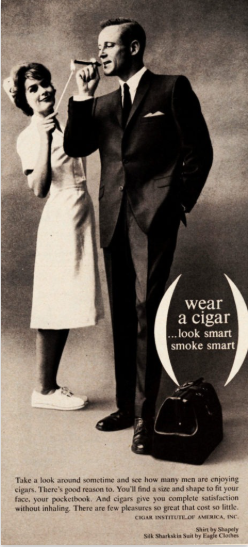 wear
a cigar
...look smart
smoke smart
Take a look around sometime and see how many men are enjoying
cigars. There's good reason to. You'll find a size and shape to fit your
face, your pocketbook. And cigars give you complete satisfaction
without inhaling. There are few pleasures so great that cost so little.
CIGAR INSTITUTE OF AMERICA, INC.
Shirt by Shapely
Silk Sharkskin Suit by Eagle Clothes